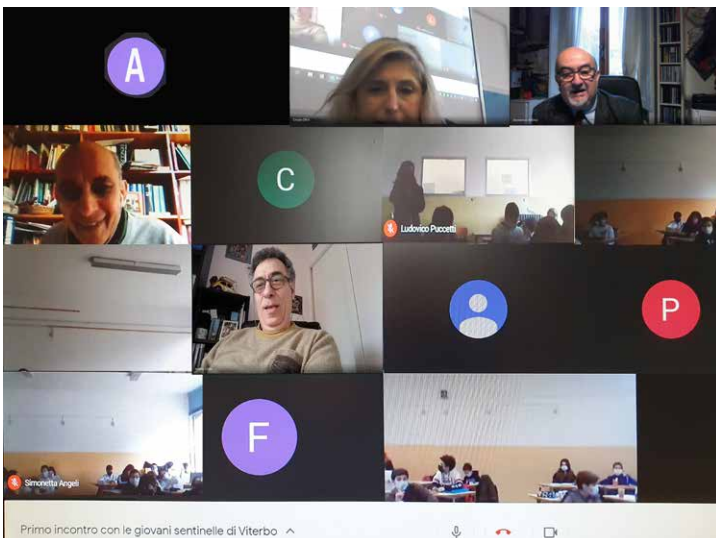 A
C
Ludovico Puccetti
P
Simonetta Angeli
F
Primo incontro con le giovani sentinelle di Viterbo